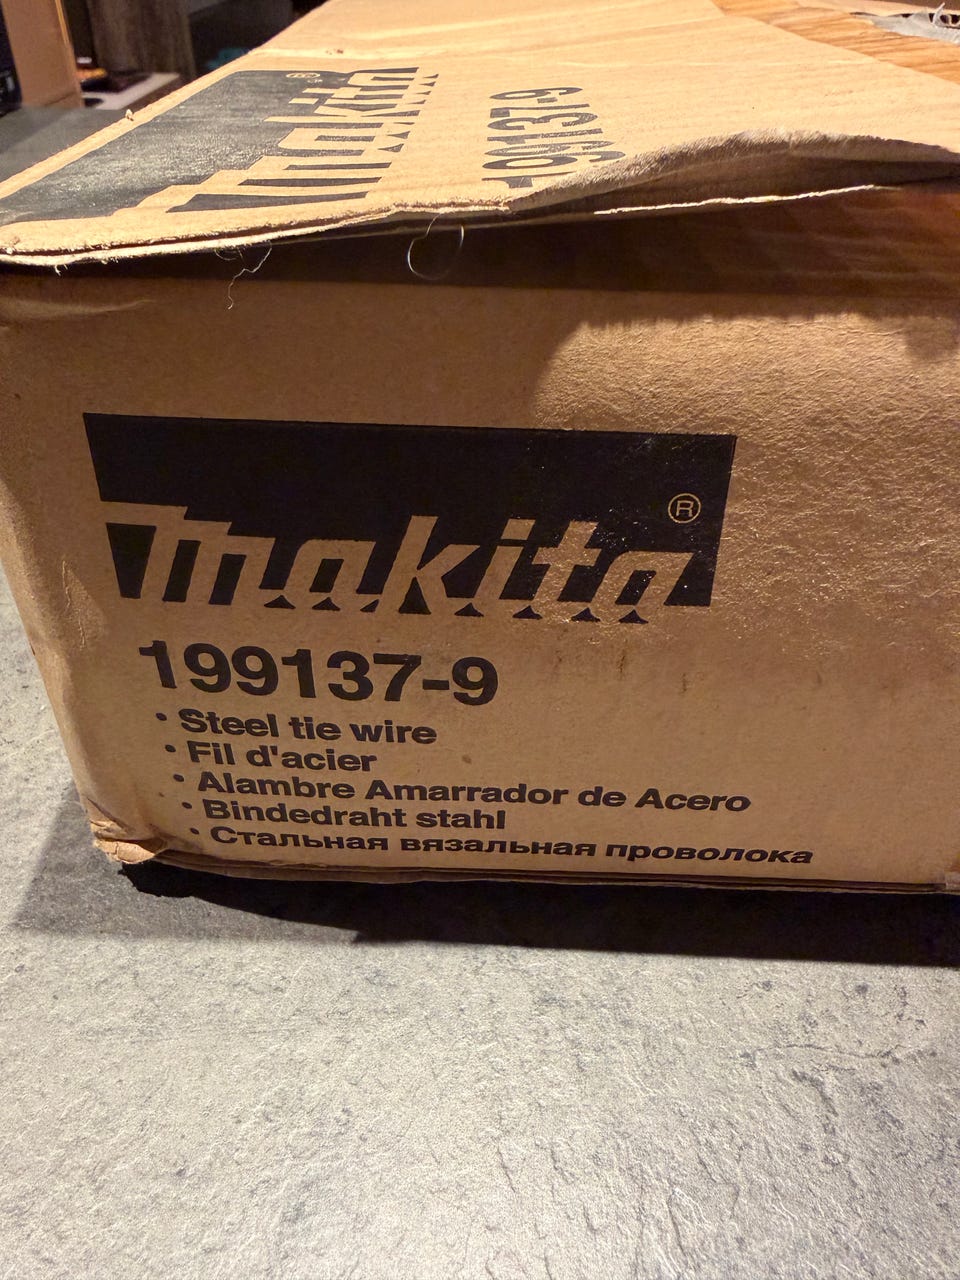 makita®
199137-9
makita®
199137-9
• Steel tie wire
• Fil d'acier
• Alambre Amarrador de Acero
• Bindedraht stahl
• Стальная вязальная проволока